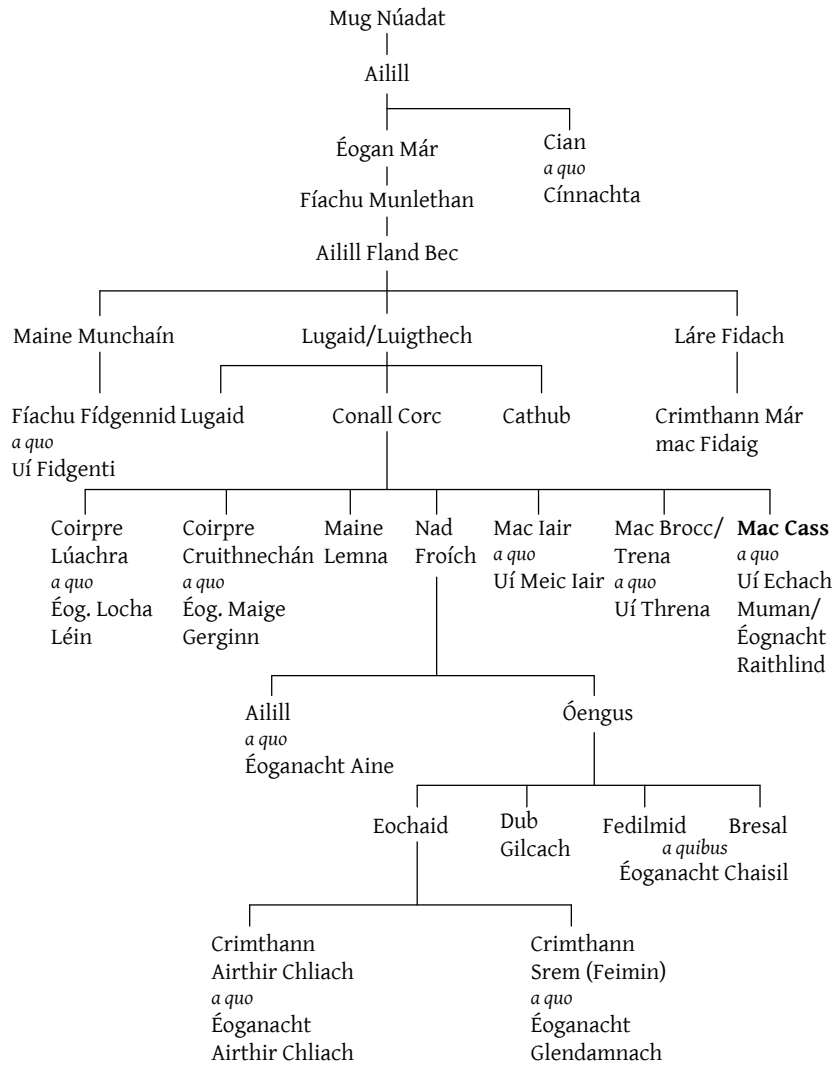 Mug Núadat
Ailill
Éogan Már
Cian
a quo
Cínnachta
Fíachu Munlethan
Ailill Fland Bec
Maine Munchaín
Lugaid/Luigthech
Láre Fidach
Fíachu Fídgennid
a quo
Uí Fidgenti
Lugaid
Conall Corc
Cathub
Crimthann Már
mac Fidaig
Coirpre
Lúachra
a quo
Éog. Locha
Léin
Coirpre
Cruithnechán
a quo
Éog. Maige
Gerginn
Maine
Lemna
Nad
Froích
Mac Iair
a quo
Uí Meic Iair
Mac Brocc/
Trena
a quo
Uí Threna
Mac Cass
a quo
Uí Echach
Muman/
Éognacht
Raithlind
Ailill
a quo
Éoganacht Aine
Óengus
Eochaid
Dub
Gilcach
Fedilmid
Bresal
a quibus
Éoganacht Chaisil
Crimthann
Airthir Chliach
a quo
Éoganacht
Airthir Chliach
Crimthann
Srem (Feimin)
a quo
Éoganacht
Glendamnach